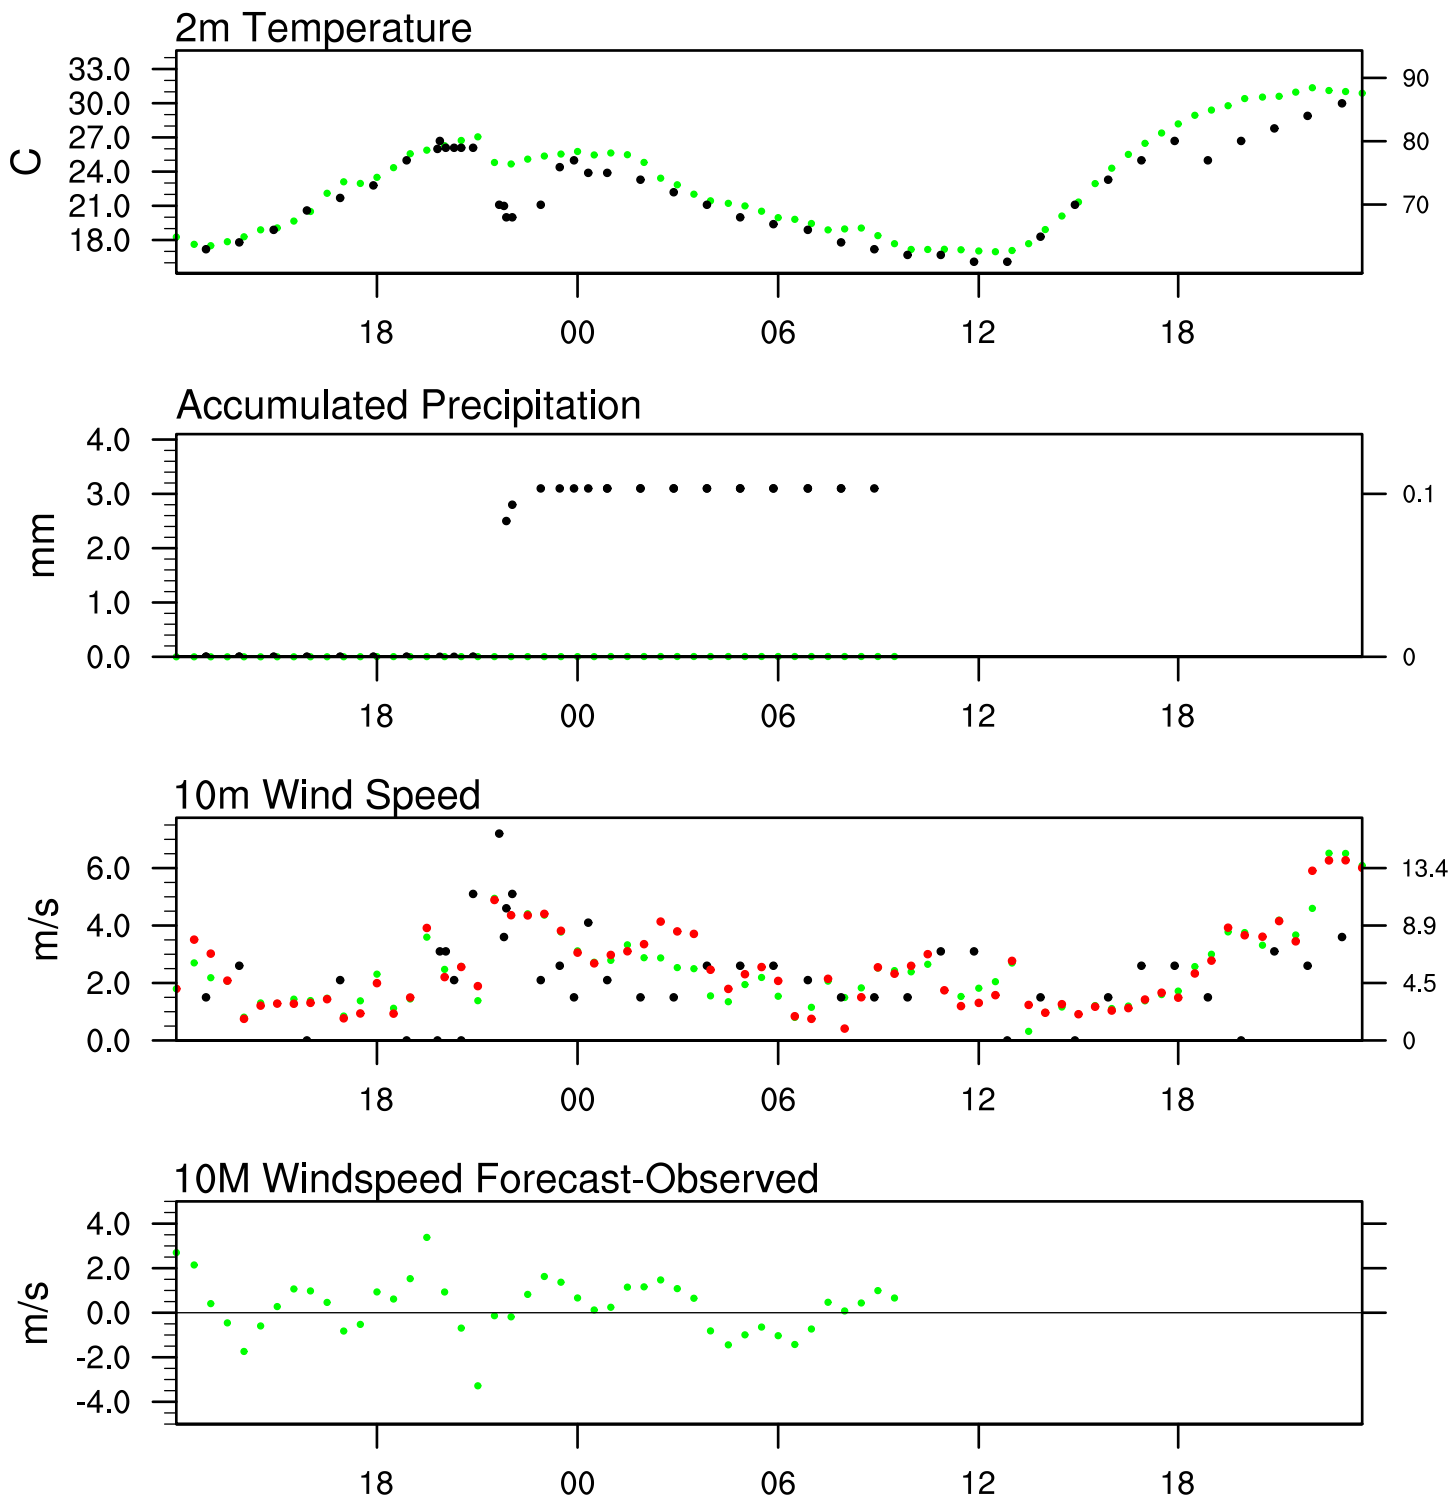 2m Temperature
33.0
30.0
27.0
24.0
21.0
18.0
C
90
80
70
18 00 06 12 18
Accumulated Precipitation
4.0
3.0
2.0
1.0
0.0
mm
0.1
0
18 00 06 12 18
10m Wind Speed
6.0
4.0
2.0
0.0
m/s
13.4
8.9
4.5
0
18 00 06 12 18
10M Windspeed Forecast-Observed
4.0
2.0
0.0
-2.0
-4.0
m/s
18 00 06 12 18